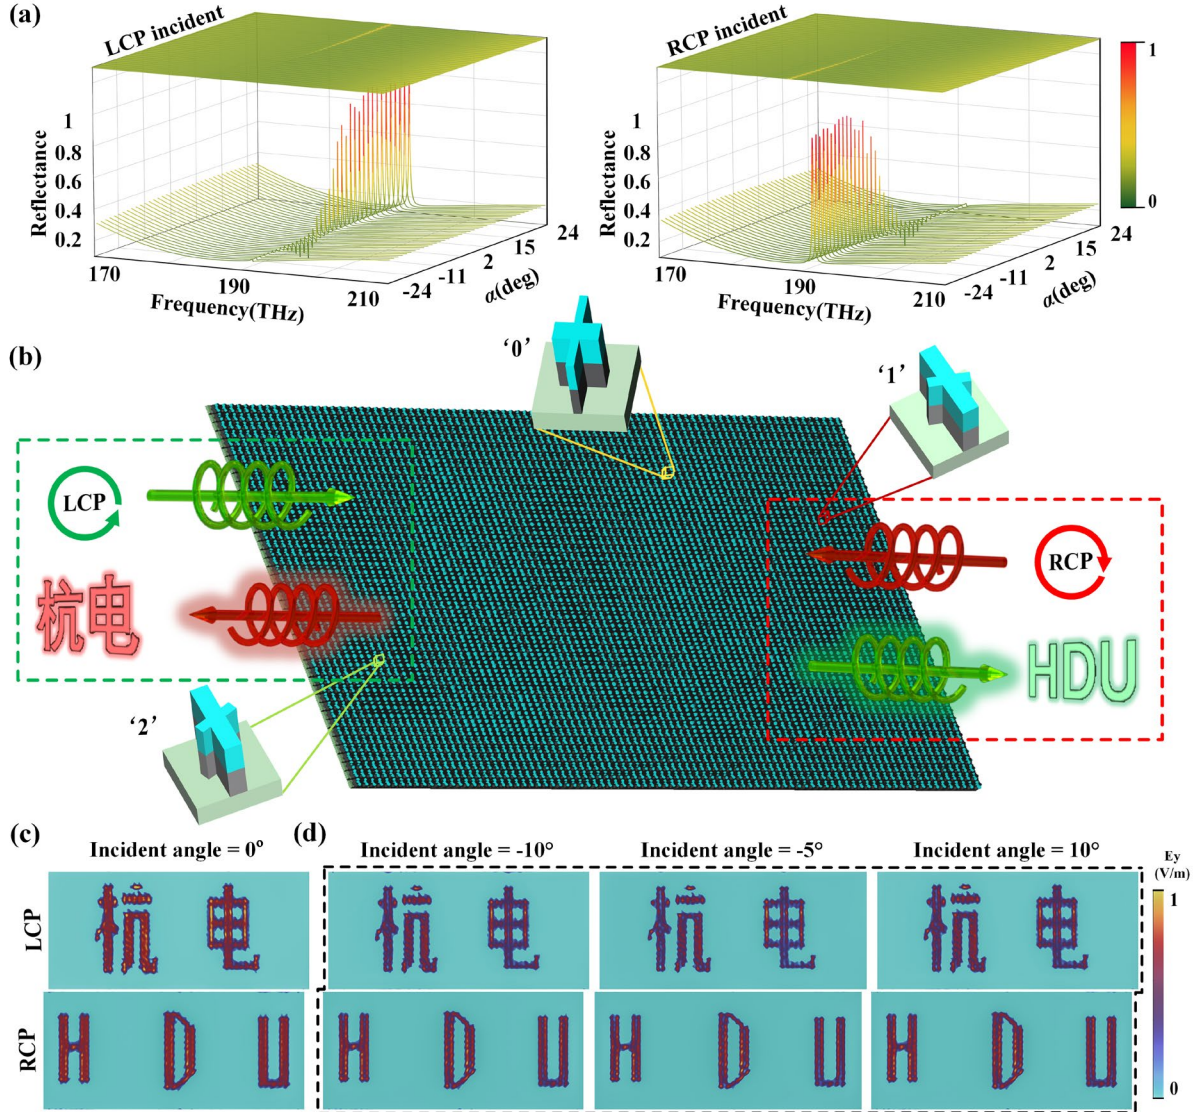 (a)
LCP incident
RCP incident
1
0
Reflectance
1
0.8
0.6
0.4
0.2
170
190
210
Frequency(THz)
-24
-11
2
15
24
α(deg)
Reflectance
1
0.8
0.6
0.4
0.2
170
190
210
Frequency(THz)
-24
-11
2
15
24
α(deg)
(b)
‘0’
‘1’
LCP
RCP
杭电
HDU
‘2’
(c)
(d)
Incident angle = 0°
Incident angle = -10°
Incident angle = -5°
Incident angle = 10°
Ey
(V/m)
1
0
LCP
杭电
杭电
杭电
杭电
RCP
HDU
HDU
HDU
HDU